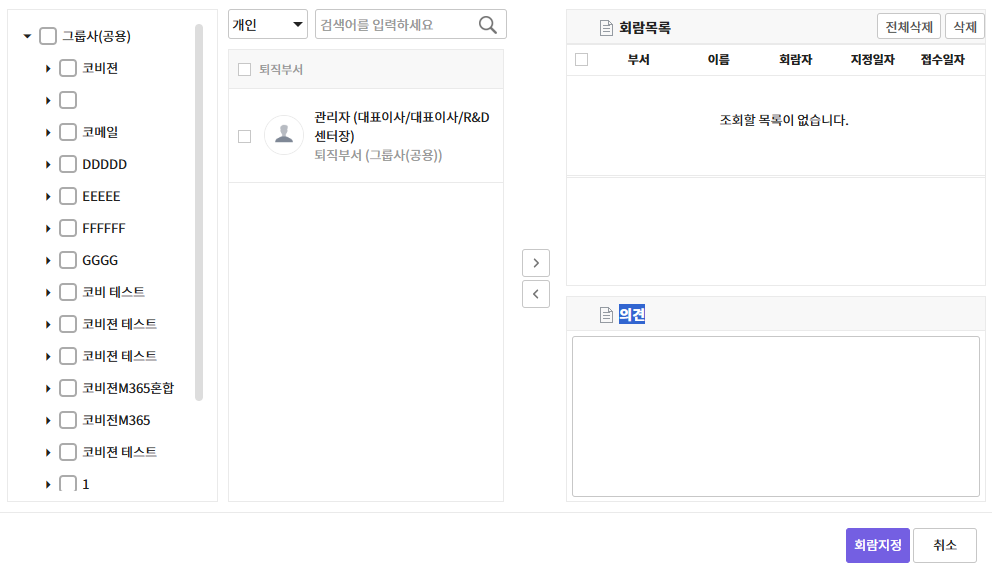 그룹사(공용)
코비젼
코메일
DDDDD
EEEEE
FFFFFF
GGGG
코비 테스트
코비젼 테스트
코비젼 테스트
코비젼M365혼합
코비젼M365
코비젼 테스트
1
개인
검색어를 입력하세요
퇴직부서
관리자 (대표이사/대표이사/R&D
센터장)
퇴직부서 (그룹사(공용))
회람목록
전체삭제
삭제
부서 이름 회람자 지정일자 접수일자
조회할 목록이 없습니다.
의견
회람지정
취소